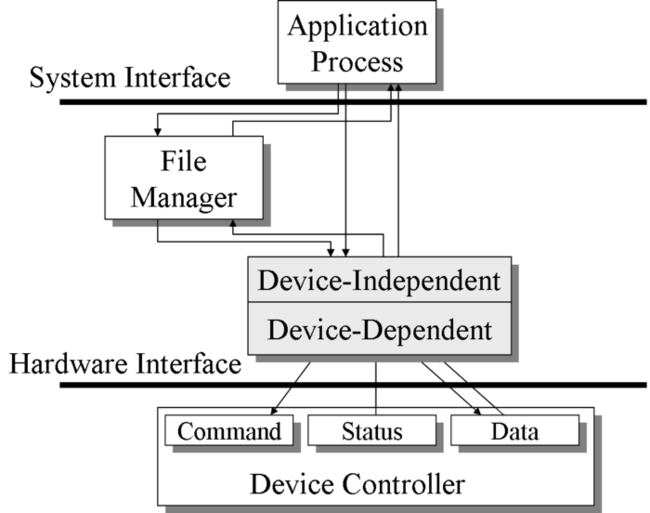 Application
Process
System Interface
File
Manager
Device-Independent
Device-Dependent
Hardware Interface
Command
Status
Data
Device Controller